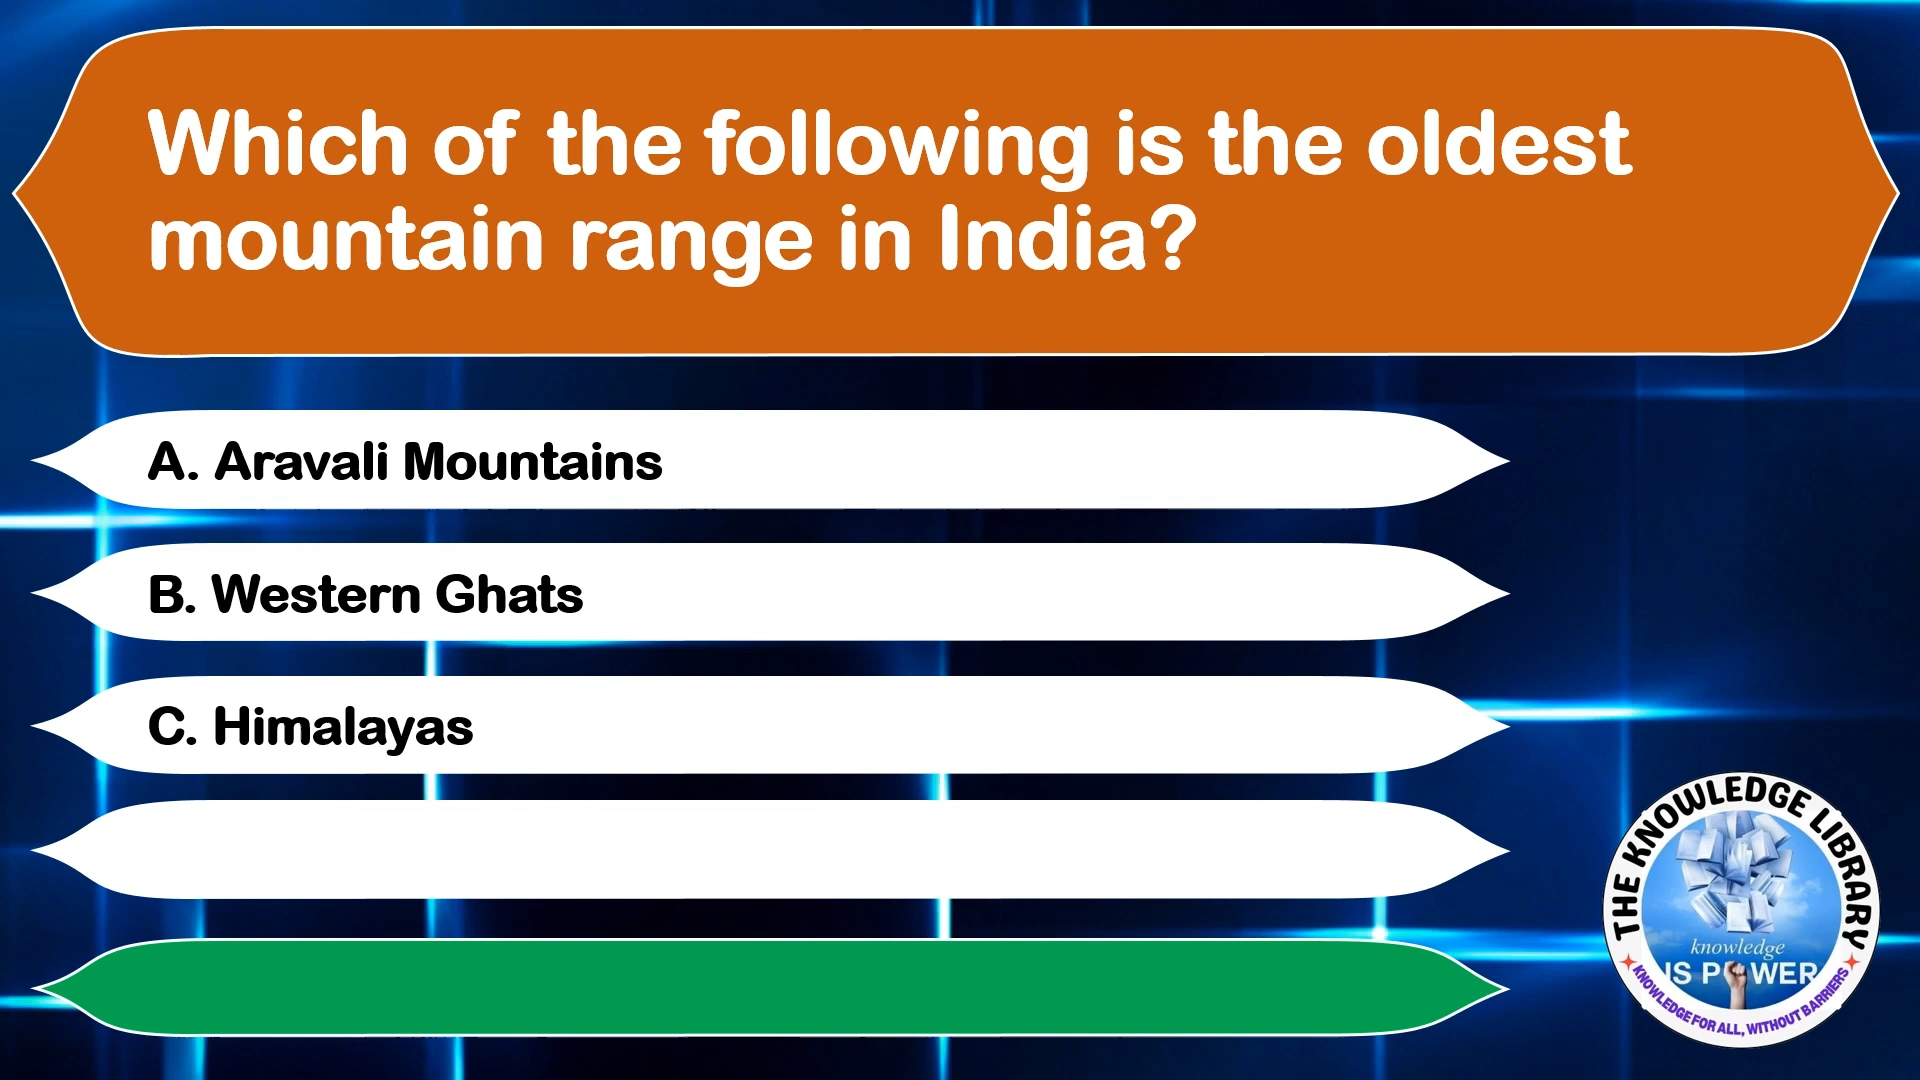 Which of the following is the oldest
mountain range in India?
A. Aravali Mountains
B. Western Ghats
C. Himalayas
THE KNOWLEDGE LIBRARY
knowledge
IS POWER
KNOWLEDGE FOR ALL, WITHOUT BARRIERS